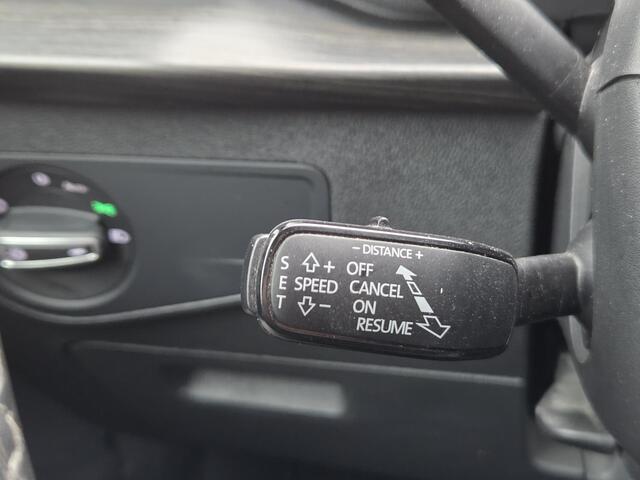 - DISTANCE +
S + OFF
E SPEED CANCEL
T - ON
RESUME